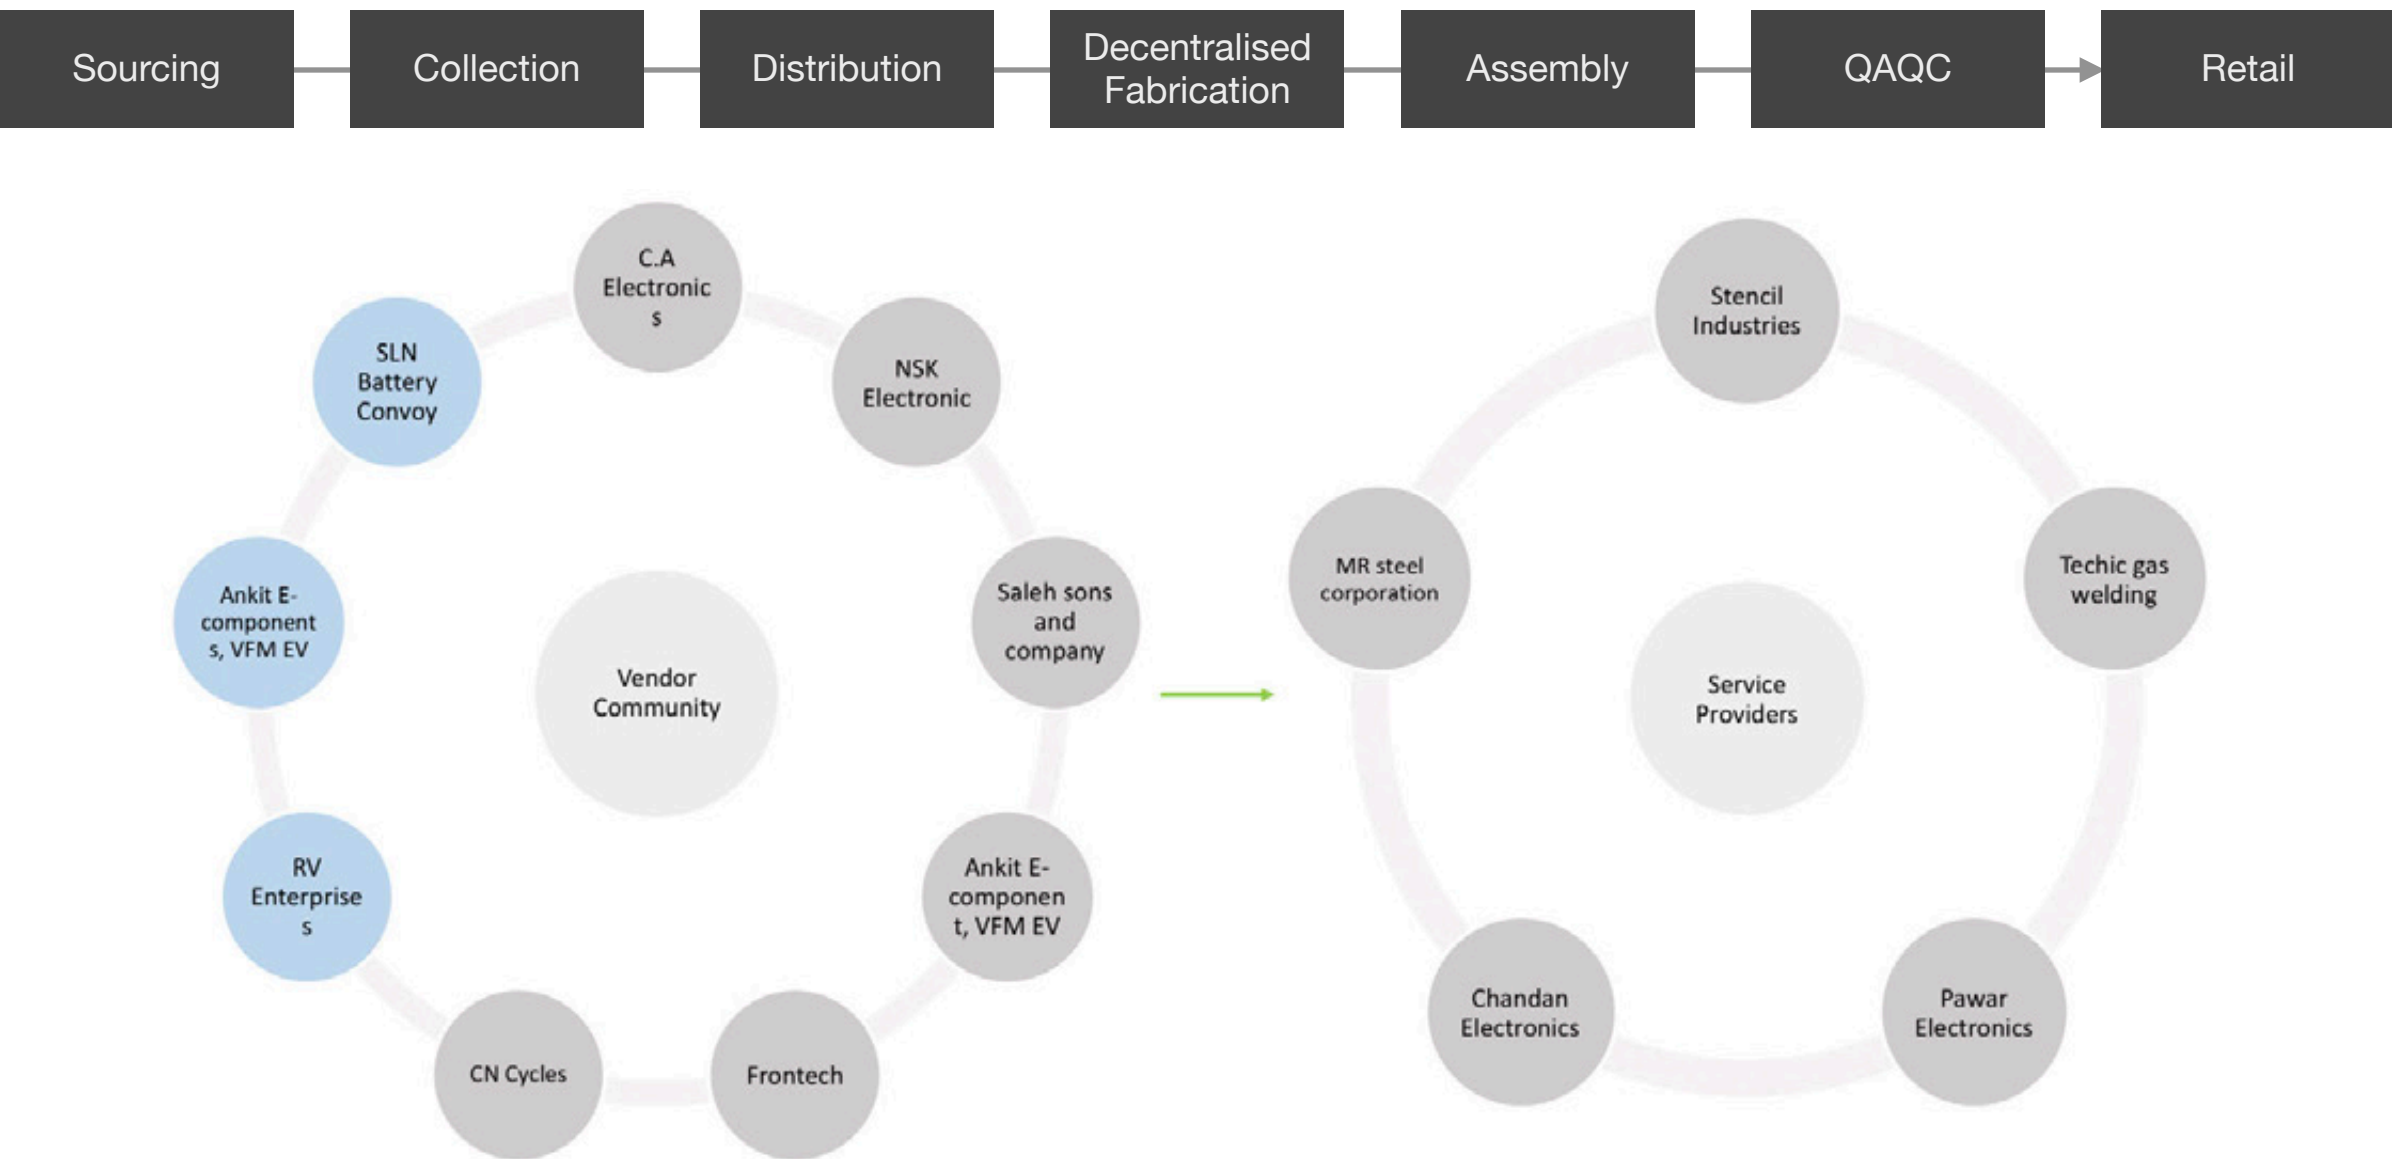 Sourcing
Collection
Distribution
Decentralised
Fabrication
Assembly
QAQC
Retail
C.A
Electronic
s
NSK
Electronic
Saleh sons
and
company
Ankit E-
componen
t, VFM EV
Frontech
CN Cycles
RV
Enterprise
s
Ankit E-
component
s, VFM EV
SLN
Battery
Convoy
Vendor
Community
Stencil
Industries
Techic gas
welding
Pawar
Electronics
Chandan
Electronics
MR steel
corporation
Service
Providers